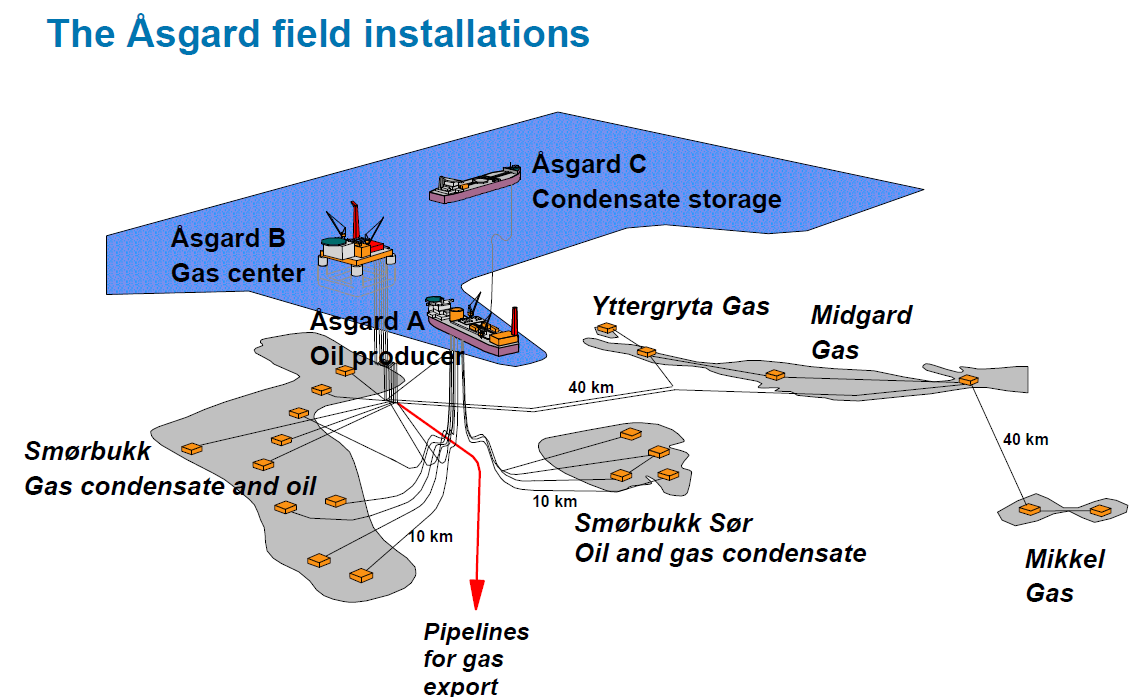 The Åsgard field installations
Åsgard C
Condensate storage
Åsgard B
Gas center
Åsgard A
Oil producer
Yttergryta Gas
Midgard
Gas
40 km
40 km
Smørbukk
Gas condensate and oil
10 km
10 km
Smørbukk Sør
Oil and gas condensate
Mikkel
Gas
Pipelines
for gas
export